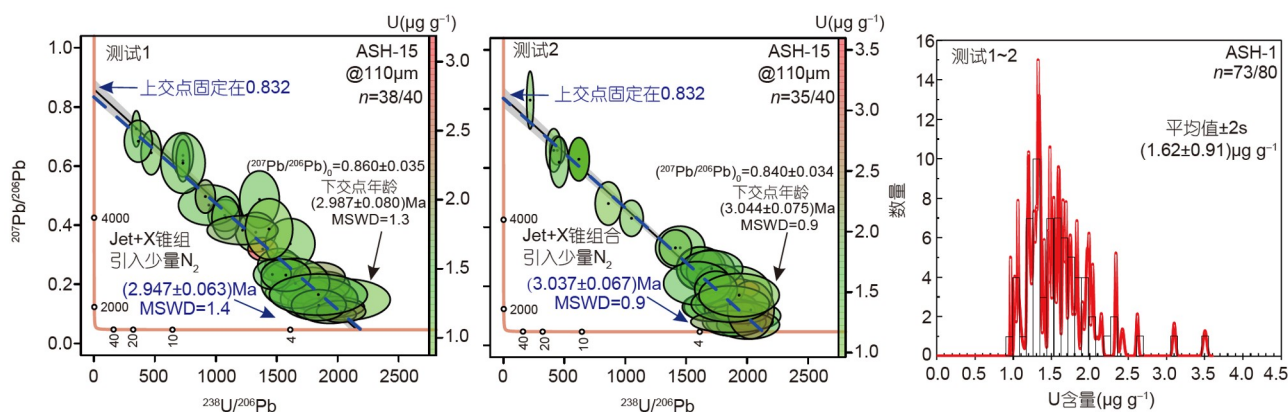 U(μg g⁻¹)
测试1
ASH-15
@110μm
n=38/40
上交点固定在0.832
(²⁰⁷Pb/²⁰⁶Pb)₀=0.860±0.035
下交点年龄
(2.987±0.080)Ma
MSWD=1.3
Jet+X锥组
引入少量N₂
(2.947±0.063)Ma
MSWD=1.4
4000
2000
40
20
10
4
1.0
0.8
0.6
0.4
0.2
0.0
²⁰⁷Pb/²⁰⁶Pb
0 500 1000 1500 2000 2500
²³⁸U/²⁰⁶Pb
3.0
2.5
2.0
1.5
1.0
U(μg g⁻¹)
测试2
ASH-15
@110μm
n=35/40
上交点固定在0.832
(²⁰⁷Pb/²⁰⁶Pb)₀=0.840±0.034
下交点年龄
(3.044±0.075)Ma
MSWD=0.9
Jet+X锥组合
引入少量N₂
(3.037±0.067)Ma
MSWD=0.9
4000
2000
40
20
10
4
0 500 1000 1500 2000 2500
²³⁸U/²⁰⁶Pb
3.5
3.0
2.5
2.0
1.5
1.0
测试1~2
ASH-1
n=73/80
平均值±2s
(1.62±0.91)μg g⁻¹
数量
16
14
12
10
8
6
4
2
0
0.0 0.5 1.0 1.5 2.0 2.5 3.0 3.5 4.0 4.5
U含量(μg g⁻¹)